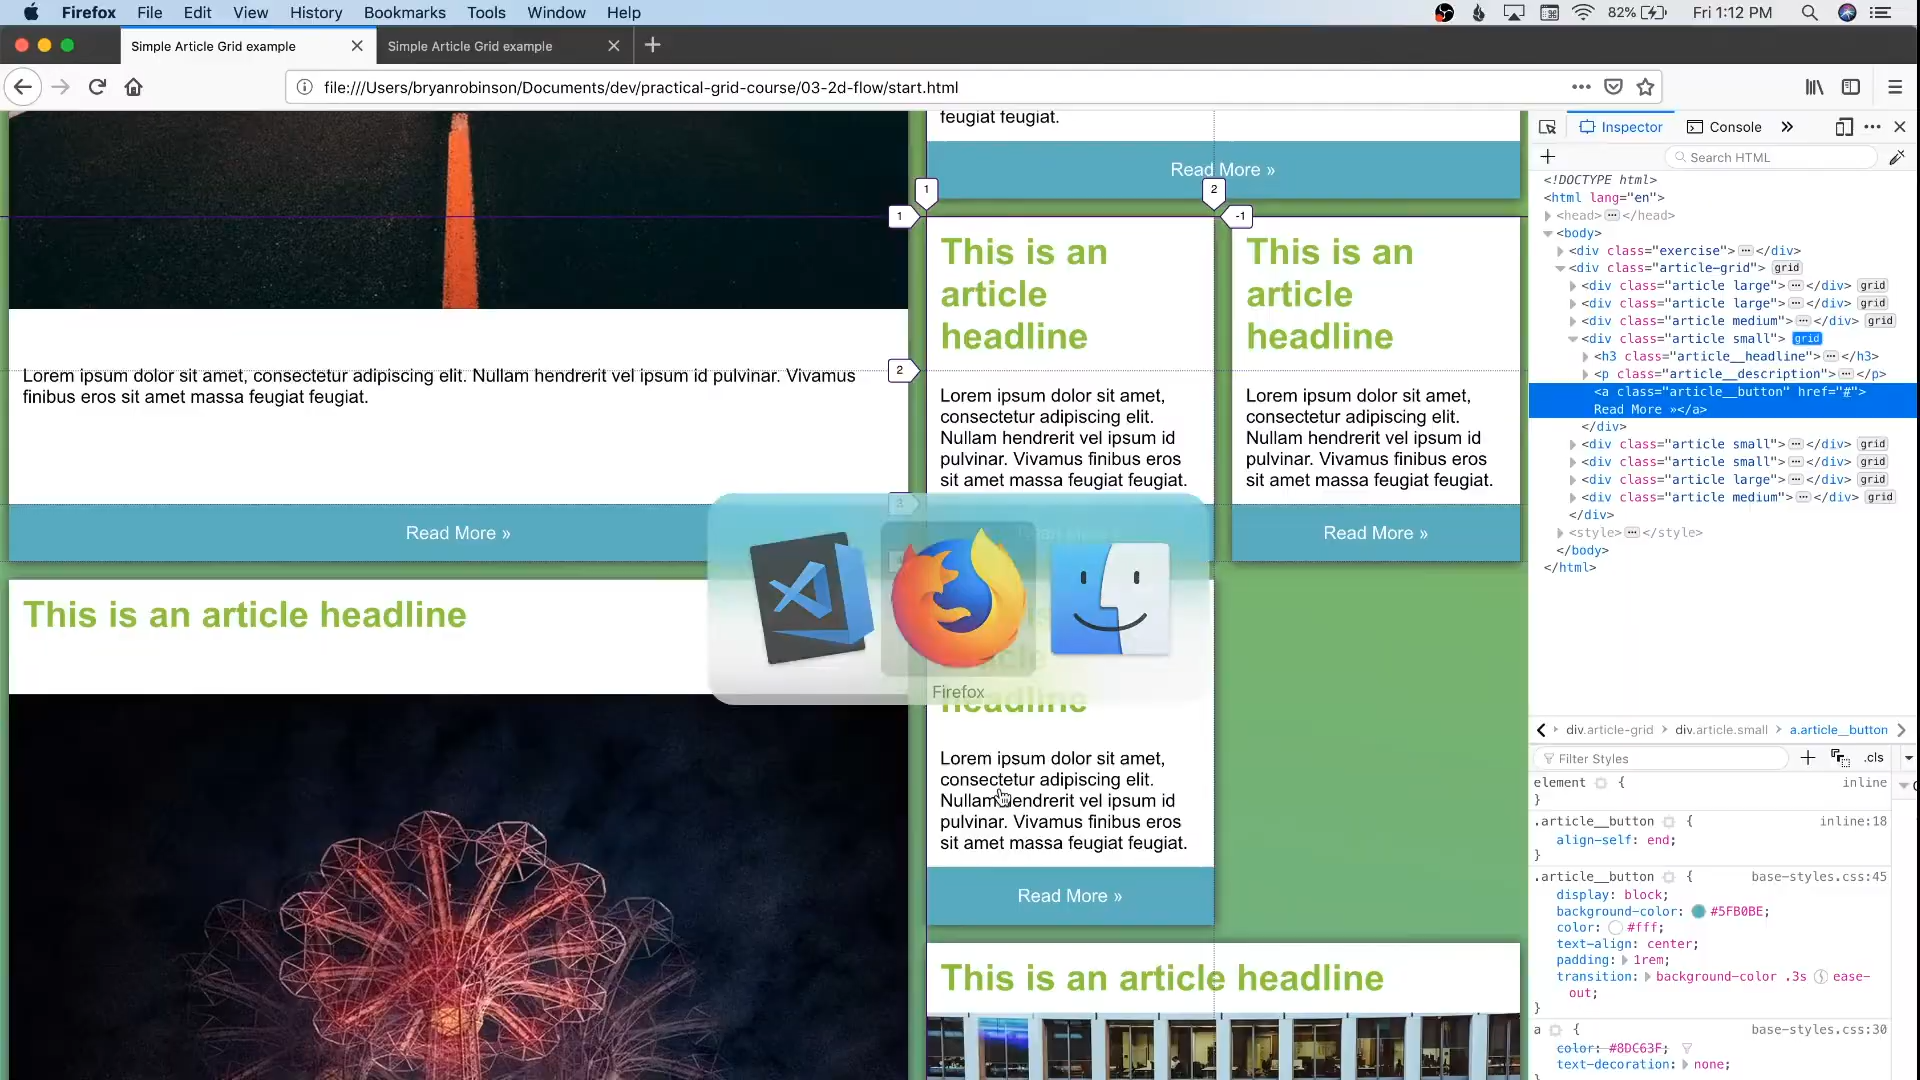 Firefox File Edit View History Bookmarks Tools Window Help 82% Fri 1:12 PM
Simple Article Grid example Simple Article Grid example
file:///Users/bryanrobinson/Documents/dev/practical-grid-course/03-2d-flow/start.html
feugiat feugiat.
Read More »
1 2
1 -1
This is an
article
headline
This is an
article
headline
2
Lorem ipsum dolor sit amet, consectetur adipiscing elit. Nullam hendrerit vel ipsum id pulvinar. Vivamus
finibus eros sit amet massa feugiat feugiat.
Lorem ipsum dolor sit amet,
consectetur adipiscing elit.
Nullam hendrerit vel ipsum id
pulvinar. Vivamus finibus eros
sit amet massa feugiat feugiat.
Lorem ipsum dolor sit amet,
consectetur adipiscing elit.
Nullam hendrerit vel ipsum id
pulvinar. Vivamus finibus eros
sit amet massa feugiat feugiat.
3
Read More »
Read More »
Firefox
This is an article headline
headline
Lorem ipsum dolor sit amet,
consectetur adipiscing elit.
Nullam hendrerit vel ipsum id
pulvinar. Vivamus finibus eros
sit amet massa feugiat feugiat.
Read More »
This is an article headline
Inspector Console
Search HTML
<!DOCTYPE html>
<html lang="en">
<head> ··· </head>
<body>
<div class="exercise"> ··· </div>
<div class="article-grid"> grid
<div class="article large"> ··· </div> grid
<div class="article large"> ··· </div> grid
<div class="article medium"> ··· </div> grid
<div class="article small"> grid
<h3 class="article__headline"> ··· </h3>
<p class="article__description"> ··· </p>
<a class="article__button" href="#">
Read More »</a>
</div>
<div class="article small"> ··· </div> grid
<div class="article small"> ··· </div> grid
<div class="article large"> ··· </div> grid
<div class="article medium"> ··· </div> grid
</div>
<style> ··· </style>
</body>
</html>
div.article-grid div.article.small a.article__button
Filter Styles .cls
element { inline
}
.article__button { inline:18
align-self: end;
}
.article__button { base-styles.css:45
display: block;
background-color: #5FB0BE;
color: #fff;
text-align: center;
padding: 1rem;
transition: background-color .3s ease-
out;
}
a { base-styles.css:30
color: #8DC63F;
text-decoration: none;